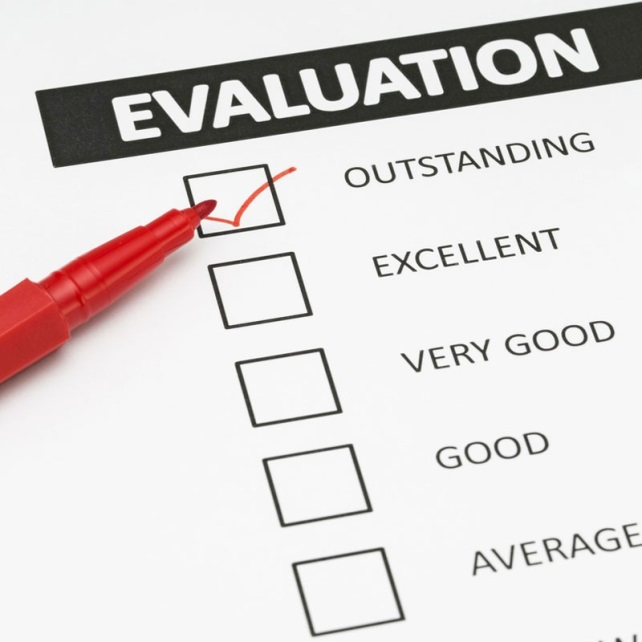 EVALUATION
OUTSTANDING
EXCELLENT
VERY GOOD
GOOD
AVERAGE